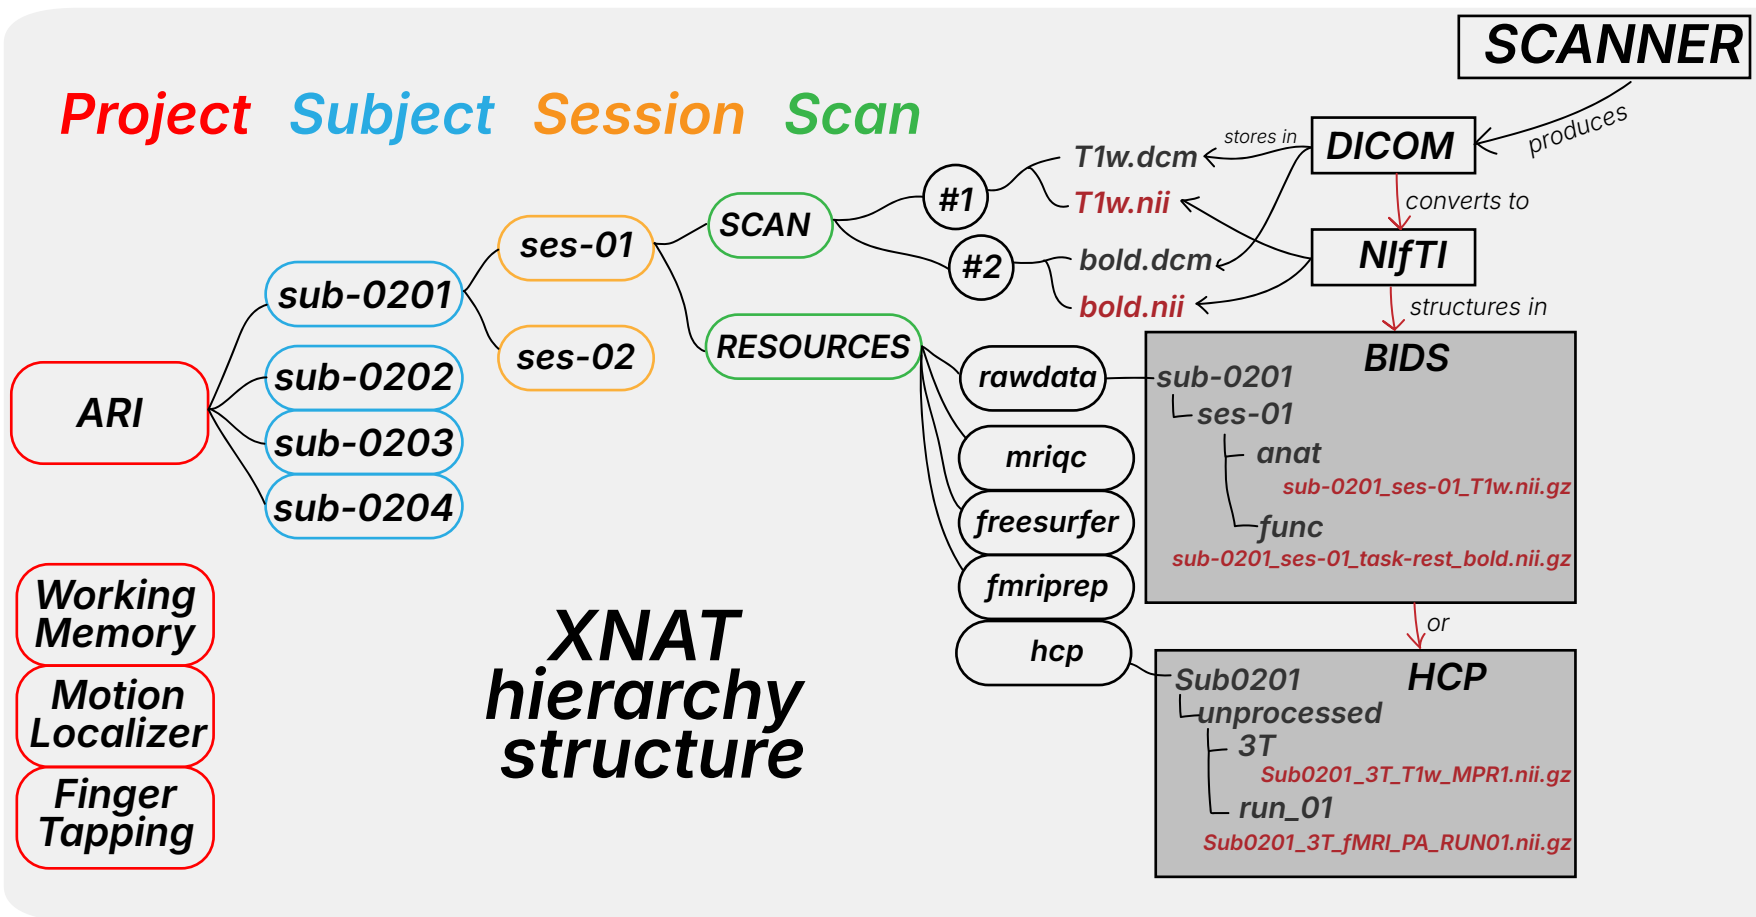 SCANNER
Project Subject Session Scan
produces
stores in
DICOM
T1w.dcm
#1
T1w.nii
converts to
SCAN
ses-01
NIfTI
#2
bold.dcm
bold.nii
structures in
sub-0201
ses-02
RESOURCES
sub-0202
ARI
sub-0203
sub-0204
rawdata
mriqc
freesurfer
fmriprep
hcp
BIDS
sub-0201
ses-01
anat
sub-0201_ses-01_T1w.nii.gz
func
sub-0201_ses-01_task-rest_bold.nii.gz
or
HCP
Sub0201
unprocessed
3T
Sub0201_3T_T1w_MPR1.nii.gz
run_01
Sub0201_3T_fMRI_PA_RUN01.nii.gz
Working
Memory
Motion
Localizer
Finger
Tapping
XNAT
hierarchy
structure